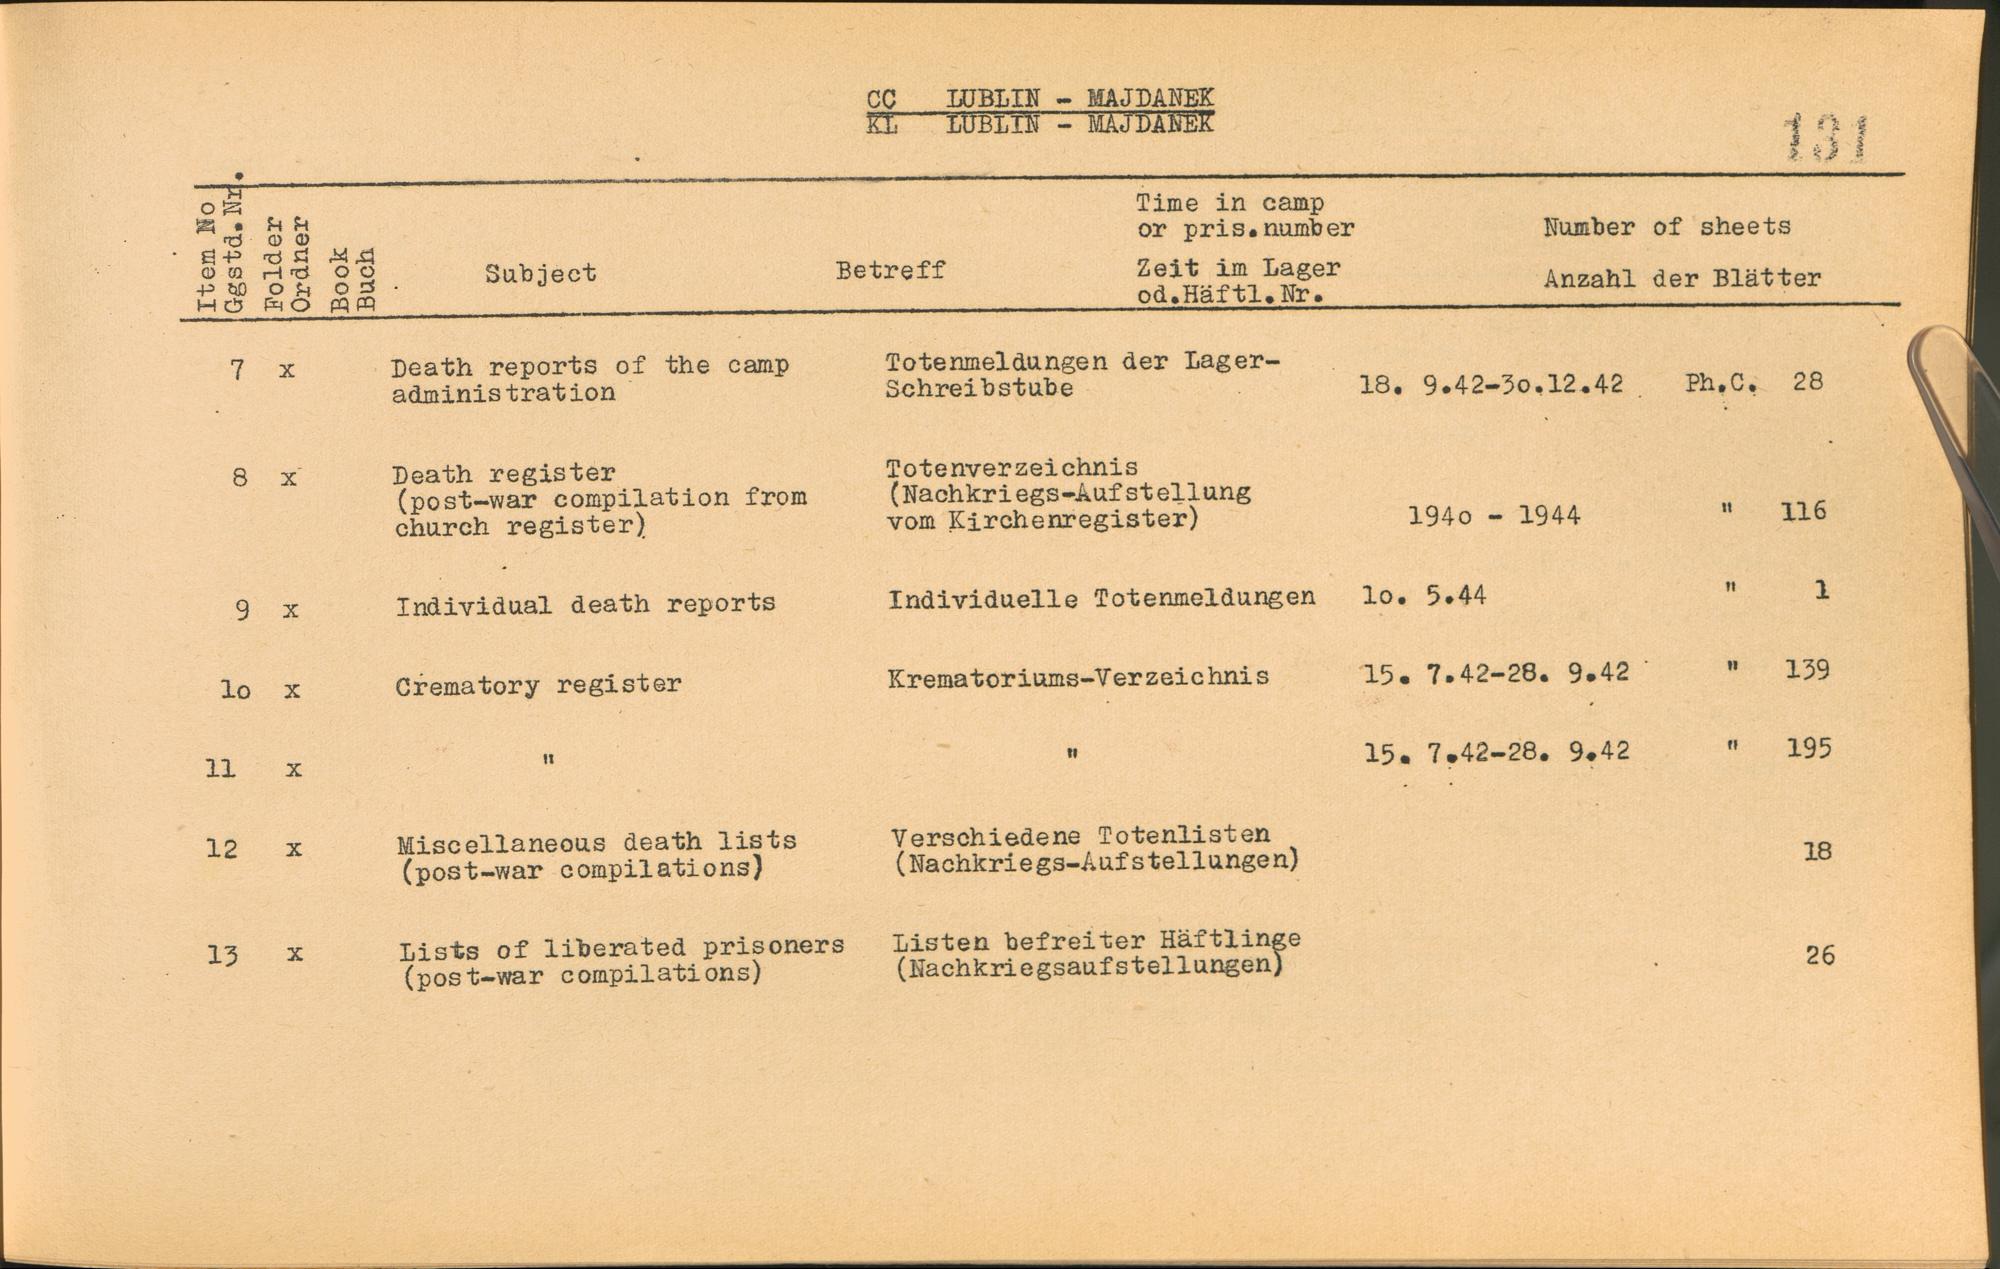 CC LUBLIN - MAJDANEK
KL LUBLIN - MAJDANEK
131
Item No
Ggstd.Nr.
Folder
Ordner
Book
Buch
Subject
Betreff
Time in camp
or pris.number
Zeit im Lager
od.Häftl.Nr.
Number of sheets
Anzahl der Blätter
7 x Death reports of the camp Totenmeldungen der Lager-
administration Schreibstube 18. 9.42-3o.12.42 Ph.C. 28
8 x Death register Totenverzeichnis
(post-war compilation from (Nachkriegs-Aufstellung
church register) vom Kirchenregister) 194o - 1944 " 116
9 x Individual death reports Individuelle Totenmeldungen 1o. 5.44 " 1
1o x Crematory register Krematoriums-Verzeichnis 15. 7.42-28. 9.42 " 139
11 x " " 15. 7.42-28. 9.42 " 195
12 x Miscellaneous death lists Verschiedene Totenlisten
(post-war compilations) (Nachkriegs-Aufstellungen) 18
13 x Lists of liberated prisoners Listen befreiter Häftlinge
(post-war compilations) (Nachkriegsaufstellungen) 26